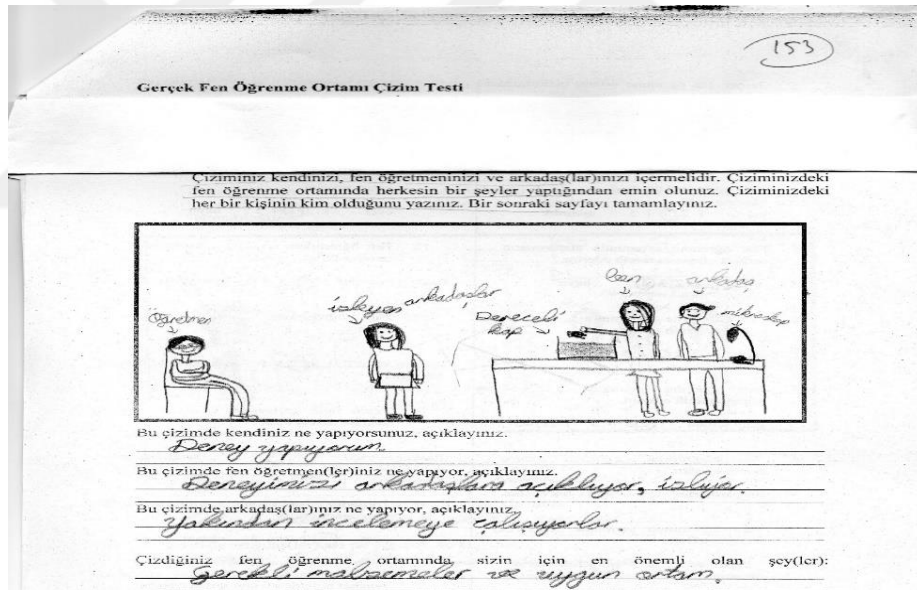 153
Gerçek Fen Öğrenme Ortamı Çizim Testi
Çiziminiz kendinizi, fen öğretmeninizi ve arkadaş(lar)ınızı içermelidir. Çiziminizdeki
fen öğrenme ortamında herkesin bir şeyler yaptığından emin olunuz. Çiziminizdeki
her bir kişinin kim olduğunu yazınız. Bir sonraki sayfayı tamamlayınız.
Öğretmen
izleyen arkadaşlar
Dereceli
kap
ben
arkadaş
mikroskop
Bu çizimde kendiniz ne yapıyorsunuz, açıklayınız.
Deney yapıyorum.
Bu çizimde fen öğretmen(ler)iniz ne yapıyor, açıklayınız.
Deneyimizi arkadaşlara açıklıyor, izliyor.
Bu çizimde arkadaş(lar)ınız ne yapıyor, açıklayınız.
Yakından incelemeye çalışıyorlar.
Çizdiğiniz fen öğrenme ortamında sizin için en önemli olan şey(ler):
Gerekli malzemeler ve uygun ortam.